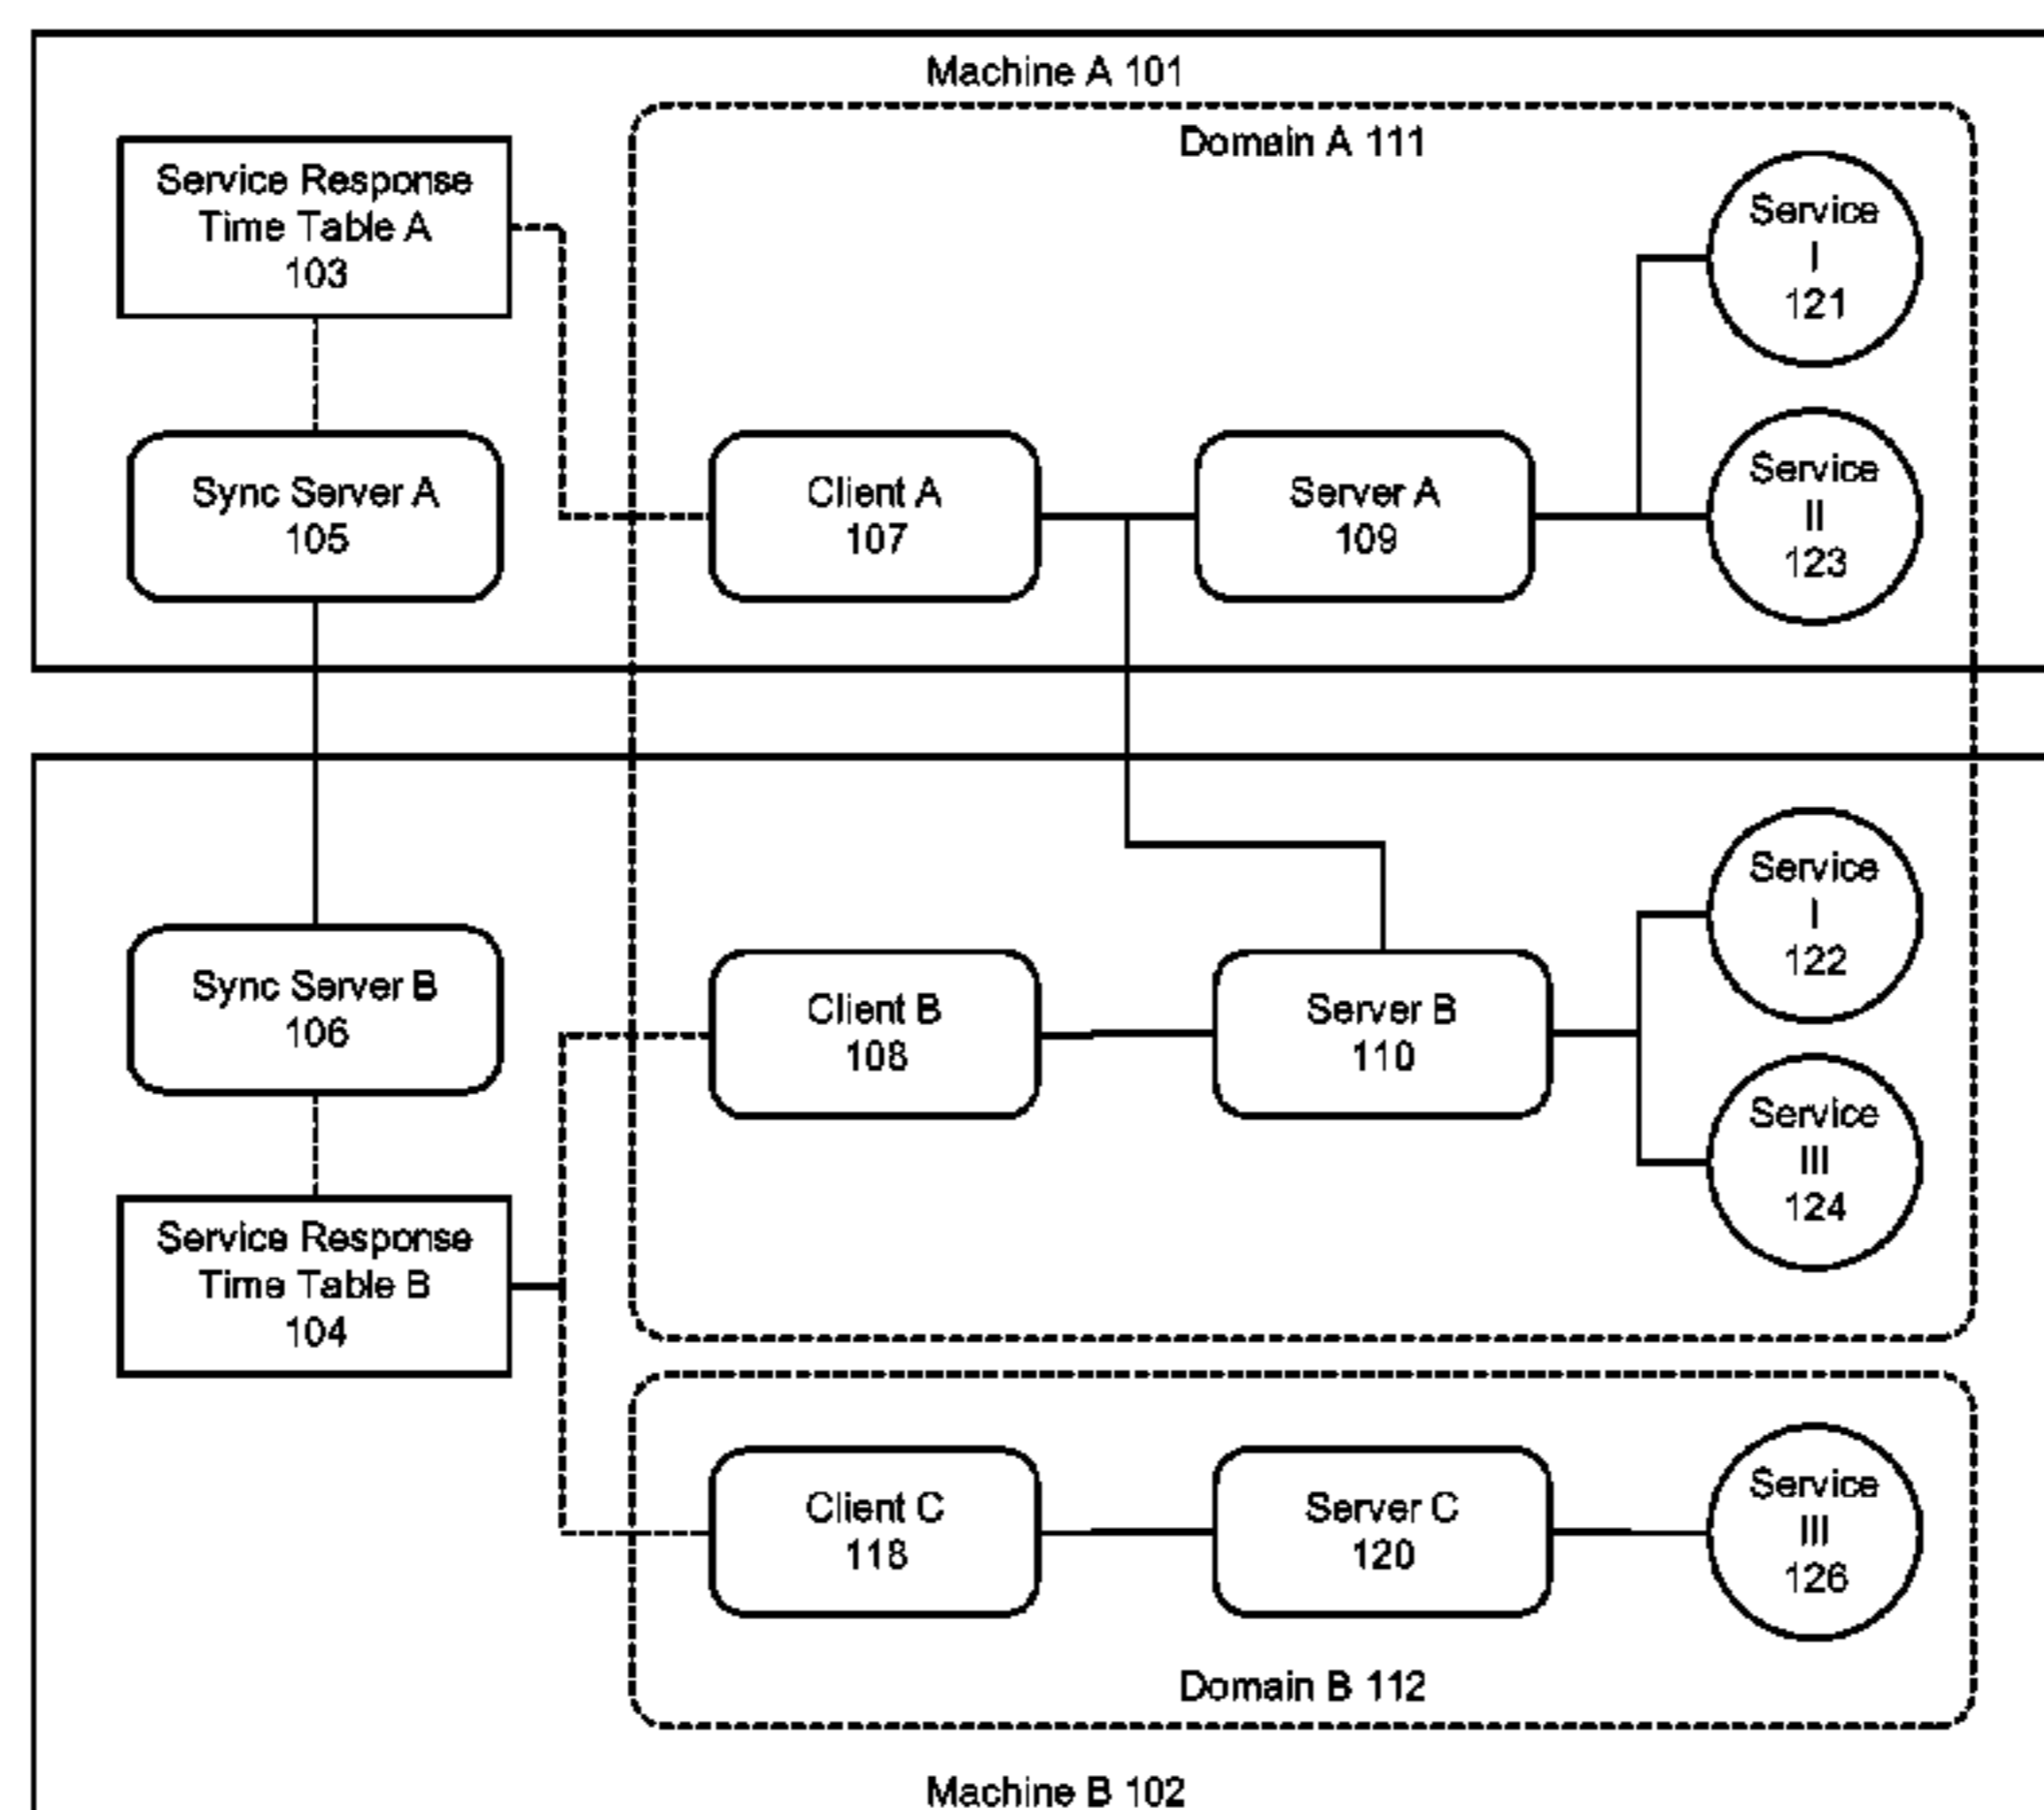 Machine A 101
Domain A 111
Service Response
Time Table A
103
Service
I
121
Sync Server A
105
Client A
107
Server A
109
Service
II
123
Service
I
122
Sync Server B
106
Client B
108
Server B
110
Service
III
124
Service Response
Time Table B
104
Client C
118
Server C
120
Service
III
126
Domain B 112
Machine B 102